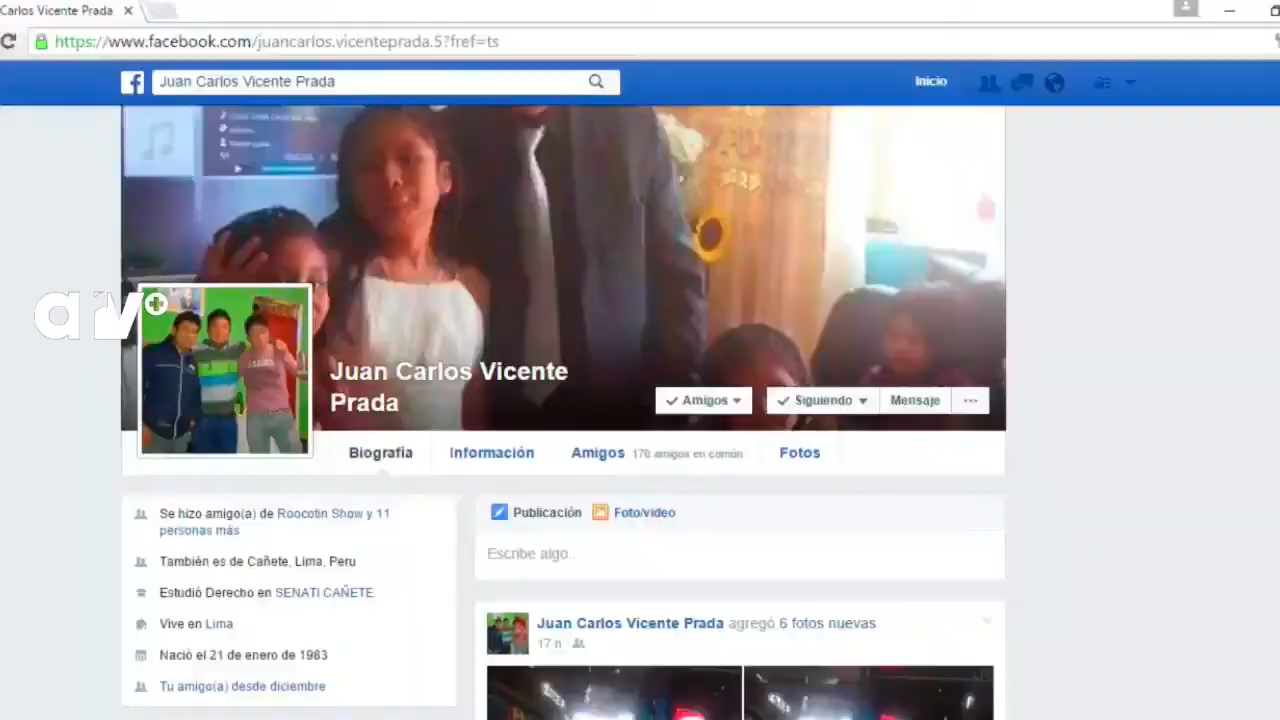 Carlos Vicente Prada
https://www.facebook.com/juancarlos.vicenteprada.5?fref=ts
Juan Carlos Vicente Prada
Inicio
atv
Juan Carlos Vicente
Prada
Amigos
Siguiendo
Mensaje
Biografía
Información
Amigos 170 amigos en común
Fotos
Se hizo amigo(a) de Roocotin Show y 11
personas más
También es de Cañete, Lima, Peru
Estudió Derecho en SENATI CAÑETE
Vive en Lima
Nació el 21 de enero de 1983
Tu amigo(a) desde diciembre
Publicación
Foto/video
Escribe algo..
Juan Carlos Vicente Prada agregó 6 fotos nuevas
17 h